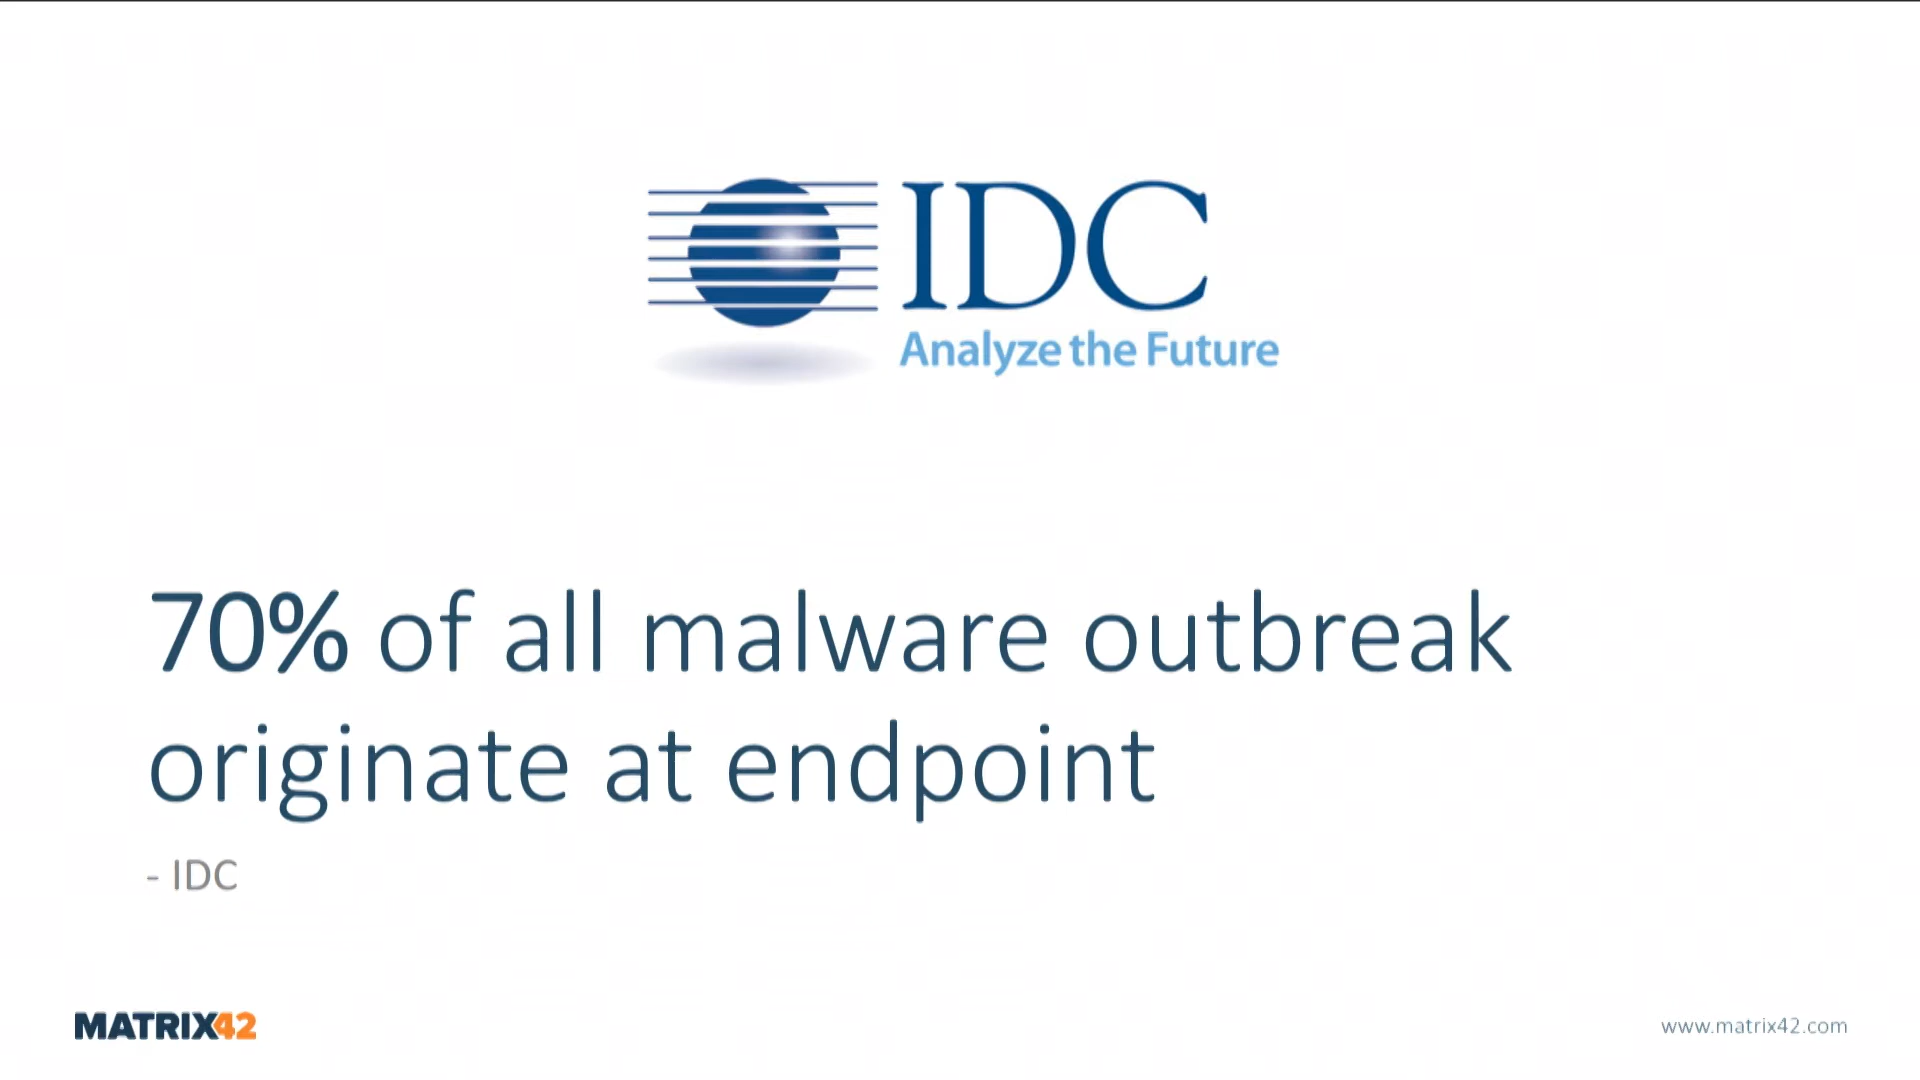 IDC
Analyze the Future
70% of all malware outbreak
originate at endpoint
- IDC
MATRIX42
www.matrix42.com